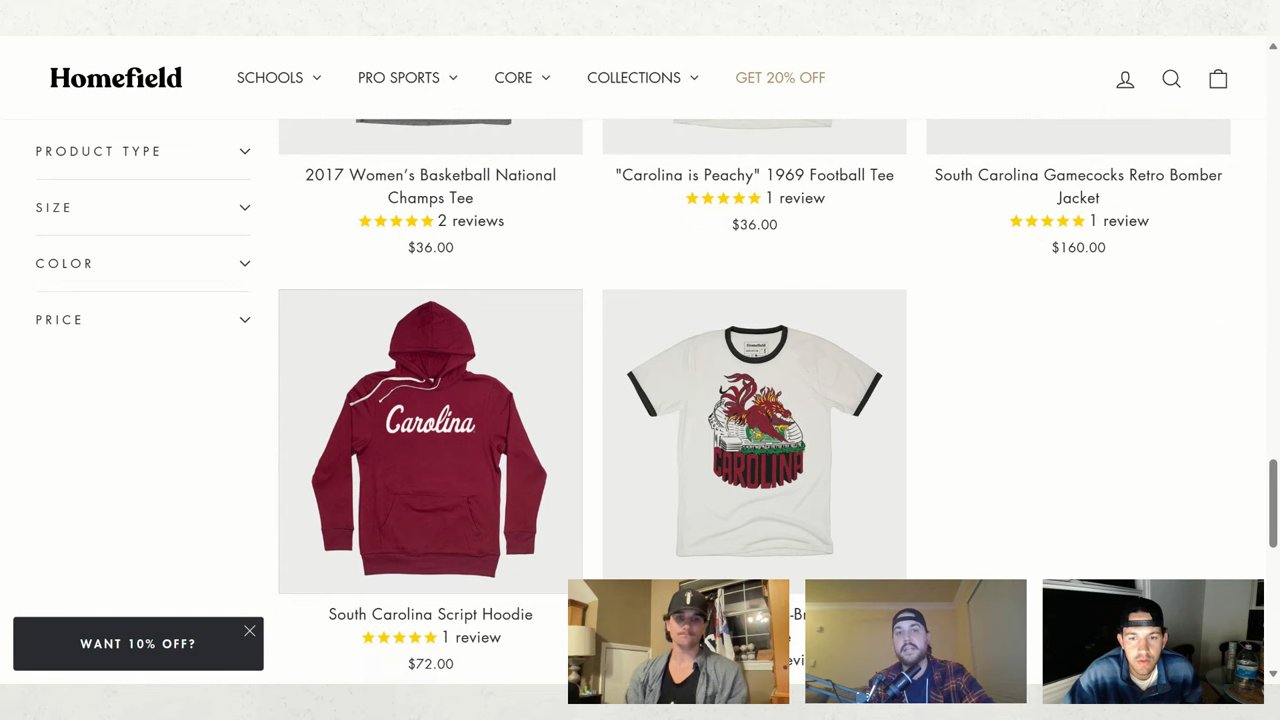 Homefield
SCHOOLS
PRO SPORTS
CORE
COLLECTIONS
GET 20% OFF
PRODUCT TYPE
SIZE
COLOR
PRICE
2017 Women's Basketball National
Champs Tee
2 reviews
$36.00
"Carolina is Peachy" 1969 Football Tee
1 review
$36.00
South Carolina Gamecocks Retro Bomber
Jacket
1 review
$160.00
Carolina
Homefield
CAROLINA
South Carolina Script Hoodie
1 review
$72.00
WANT 10% OFF?